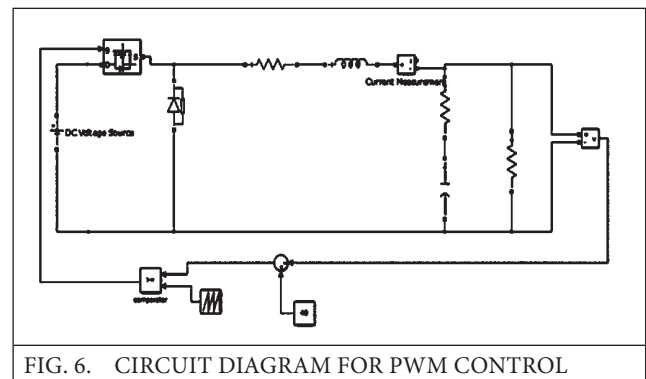 g
D
S
DC Voltage Source
Current Measurement
v
>=
comparator
40
FIG. 6. CIRCUIT DIAGRAM FOR PWM CONTROL